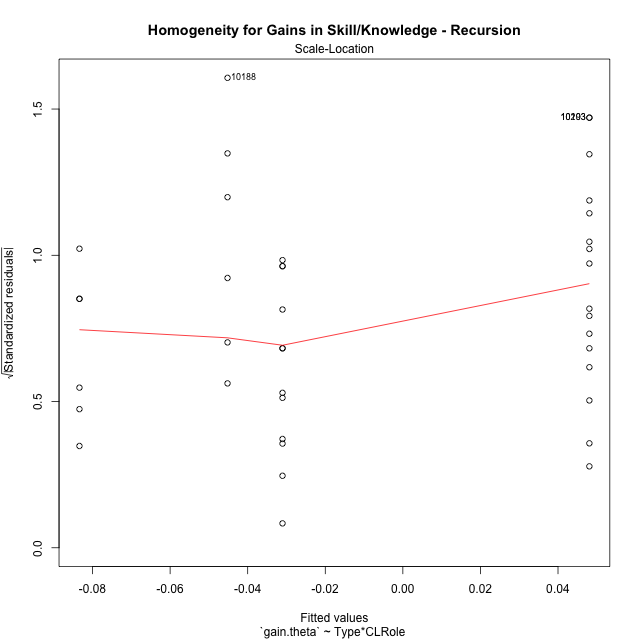 Homogeneity for Gains in Skill/Knowledge - Recursion
Scale-Location
10188
1.5
1.0
0.5
0.0
√|Standardized residuals|
-0.08
-0.06
-0.04
-0.02
0.00
0.02
0.04
Fitted values
`gain.theta` ~ Type*CLRole